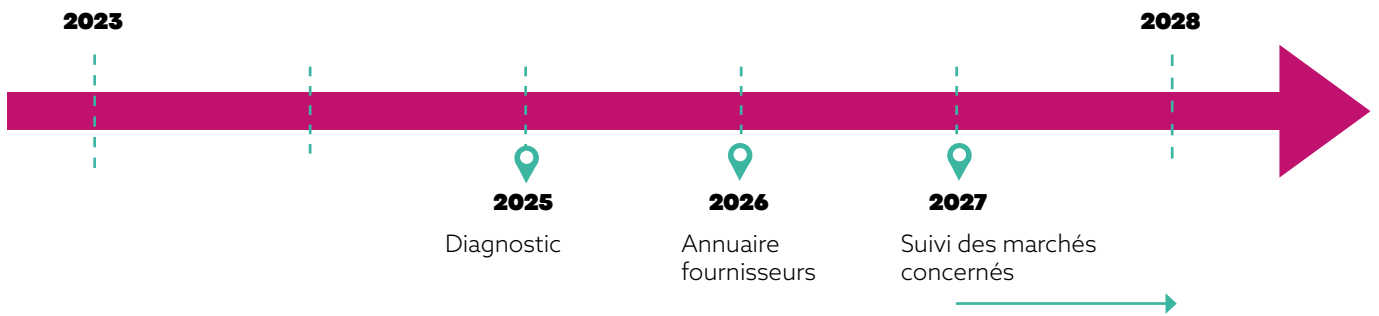 2023
2028
2025
Diagnostic
2026
Annuaire
fournisseurs
2027
Suivi des marchés
concernés